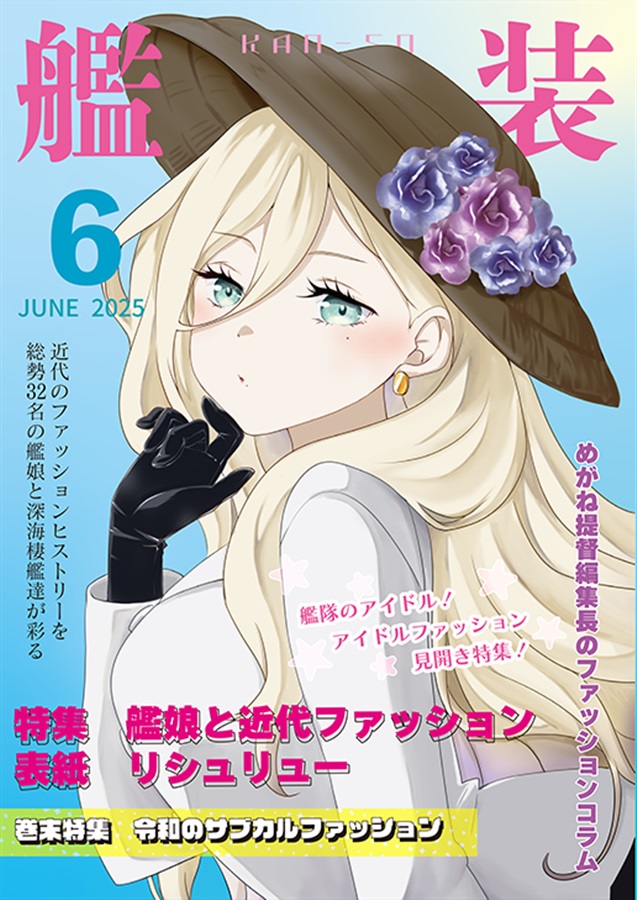 KAN-SO
艦装
6
JUNE 2025
近代のファッションヒストリーを
総勢32名の艦娘と深海棲艦達が彩る
めがね提督編集長のファッションコラム
艦隊のアイドル！
アイドルファッション
見開き特集！
特集 艦娘と近代ファッション
表紙 リシュリュー
巻末特集 令和のサブカルファッション